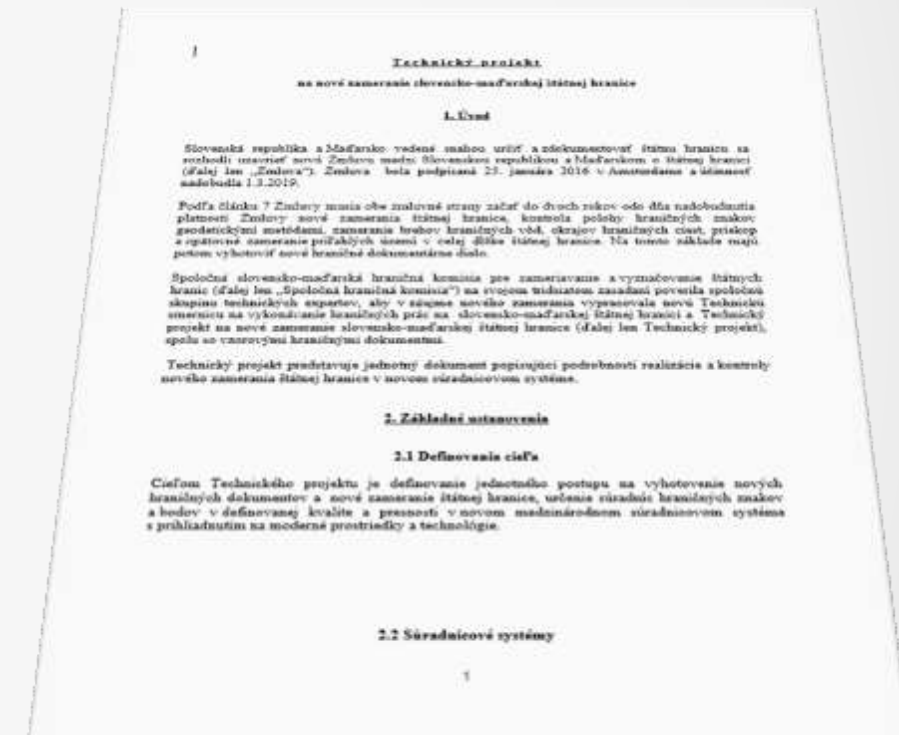 1
Technický projekt
na nové zameranie slovensko-maďarskej štátnej hranice
1. Úvod
Slovenská republika a Maďarsko vedené snahou určiť a zdokumentovať štátnu hranicu sa
rozhodli uzavrieť novú Zmluvu medzi Slovenskou republikou a Maďarskom o štátnej hranici
(ďalej len „Zmluva“). Zmluva bola podpísaná 25. januára 2016 v Amsterdame a účinnosť
nadobudla 1.3.2019.
Podľa článku 7 Zmluvy musia obe zmluvné strany začať do dvoch rokov odo dňa nadobudnutia
platnosti Zmluvy nové zamerania štátnej hranice, kontrola polohy hraničných znakov
geodetickými metódami, zameranie brehov hraničných vôd, okrajov hraničných ciest, priekop
a opätovné zameranie priľahlých území v celej dĺžke štátnej hranice. Na tomto základe majú
potom vyhotoviť nové hraničné dokumentárne dielo.
Spoločná slovensko-maďarská hraničná komisia pre zameriavanie a vyznačovanie štátnych
hraníc (ďalej len „Spoločná hraničná komisia“) na svojom tridsiatom zasadaní poverila spoločnú
skupinu technických expertov, aby v záujme nového zamerania vypracovala novú Technickú
smernicu na vykonávanie hraničných prác na slovensko-maďarskej štátnej hranici a Technický
projekt na nové zameranie slovensko-maďarskej štátnej hranice (ďalej len Technický projekt),
spolu so vzorovými hraničnými dokumentmi.
Technický projekt predstavuje jednotný dokument popisujúci podrobnosti realizácie a kontroly
nového zamerania štátnej hranice v novom súradnicovom systéme.
2. Základné ustanovenia
2.1 Definovanie cieľa
Cieľom Technického projektu je definovanie jednotného postupu na vyhotovenie nových
hraničných dokumentov a nové zameranie štátnej hranice, určenie súradníc hraničných znakov
a bodov v definovanej kvalite a presnosti v novom medzinárodnom súradnicovom systéme
s prihliadnutím na moderné prostriedky a technológie.
2.2 Súradnicové systémy
1